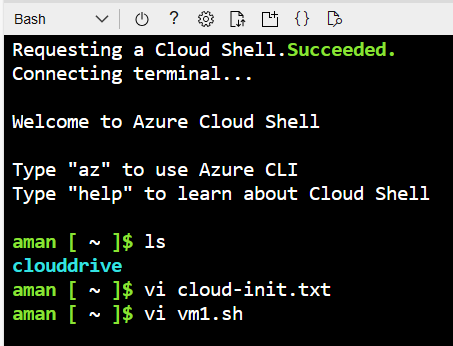 Bash
Requesting a Cloud Shell.Succeeded.
Connecting terminal...
Welcome to Azure Cloud Shell
Type "az" to use Azure CLI
Type "help" to learn about Cloud Shell
aman [ ~ ]$ ls
clouddrive
aman [ ~ ]$ vi cloud-init.txt
aman [ ~ ]$ vi vm1.sh